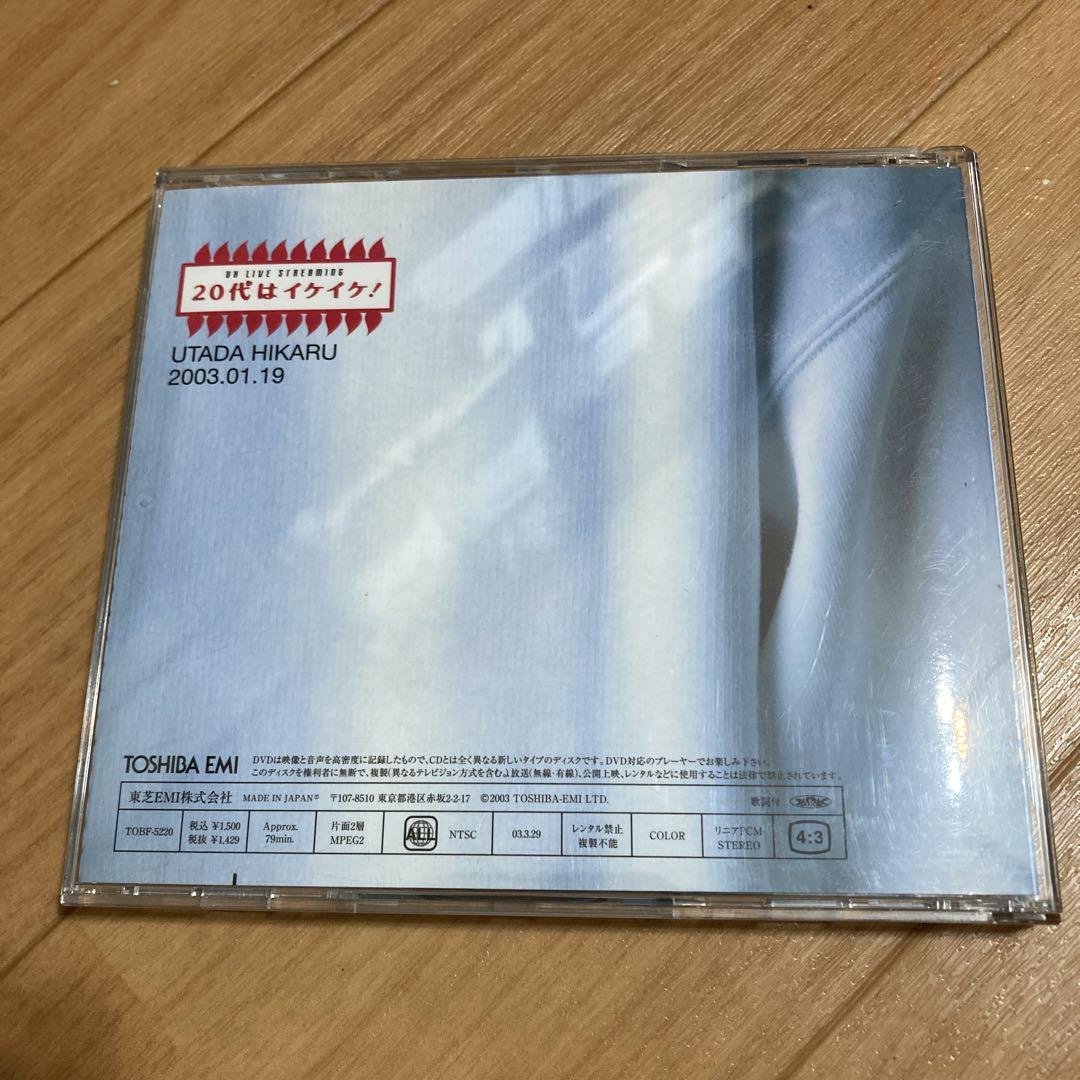 UH LIVE STREAMING
20代はイケイケ!
UTADA HIKARU
2003.01.19
TOSHIBA EMI
DVDは映像と音声を高密度に記録したもので、CDとは全く異なる新しいタイプのディスクです。DVD対応のプレーヤーでお楽しみ下さい。
このディスクを権利者に無断で、複製(異なるテレビジョン方式を含む)、放送(無線・有線)、公開上映、レンタルなどに使用することは法律で禁止されています。
東芝EMI株式会社 MADE IN JAPAN 〒107-8510 東京都港区赤坂2-2-17 ©2003 TOSHIBA-EMI LTD. 歌詞付 JASRAC
TOBF-5220 税込 ¥1,500 税抜 ¥1,429 Approx. 79min. 片面2層 MPEG2 ALL NTSC 03.3.29 レンタル禁止 複製不能 COLOR リニアPCM STEREO 4:3